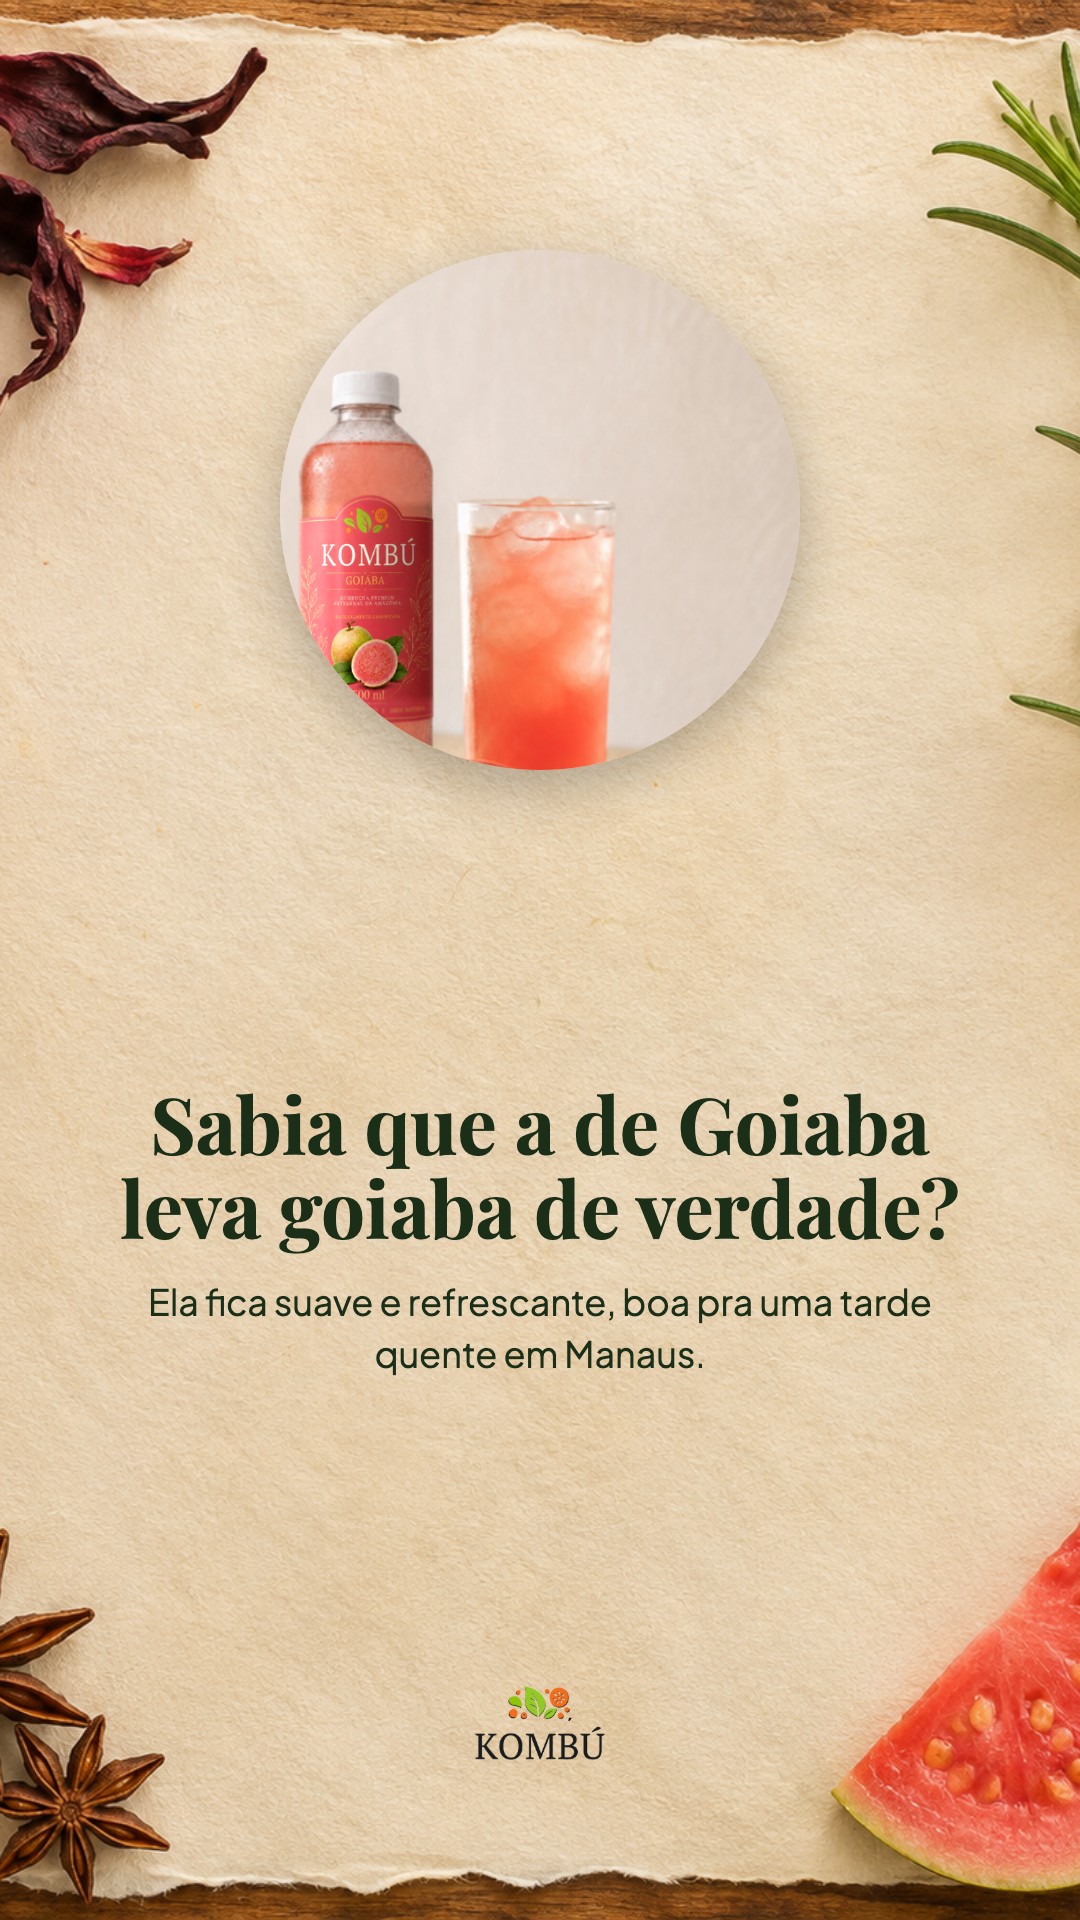 KOMBÚ
GOIABA
500 ml
Sabia que a de Goiaba
leva goiaba de verdade?
Ela fica suave e refrescante, boa pra uma tarde
quente em Manaus.
KOMBÚ